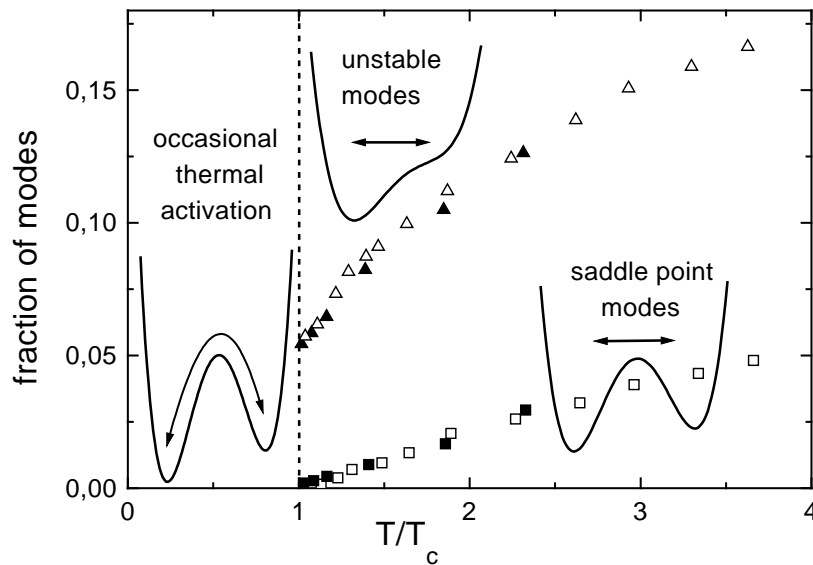 fraction of modes
0,15
0,10
0,05
0,00
occasional
thermal
activation
unstable
modes
saddle point
modes
0
1
2
3
4
T/T_c